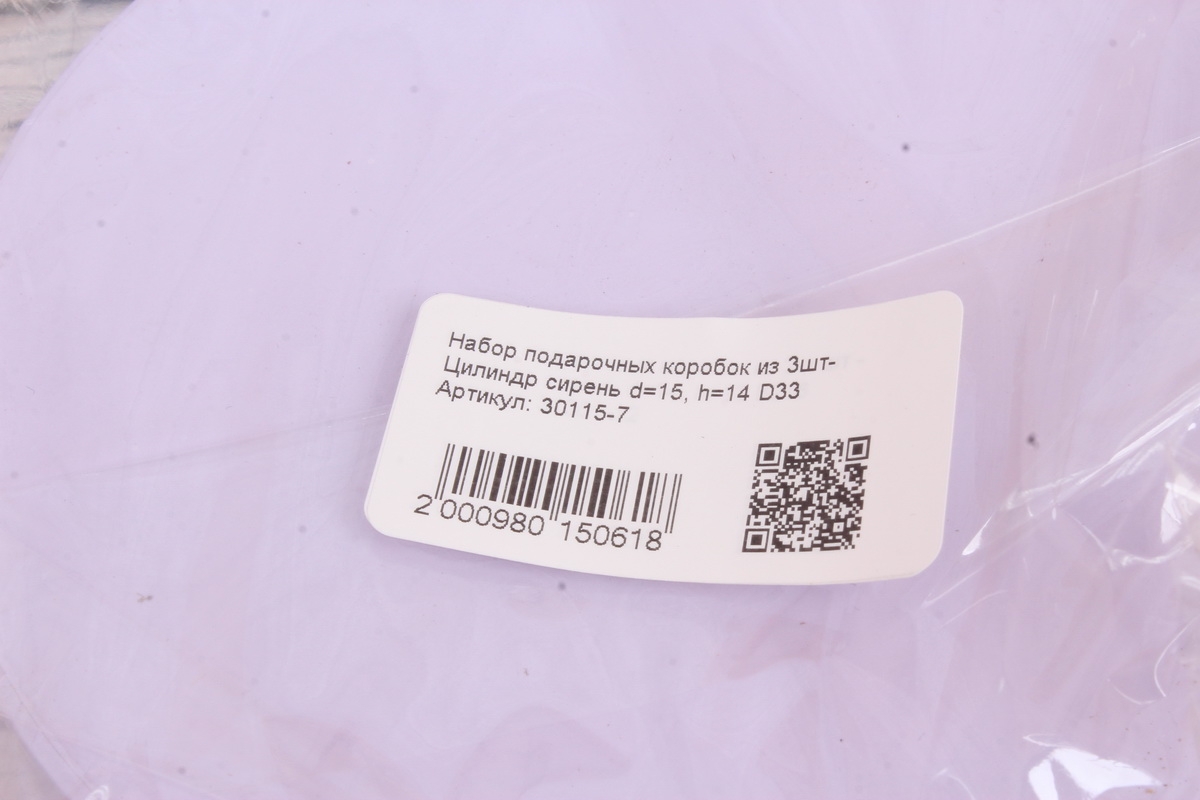 Набор подарочных коробок из 3шт-
Цилиндр сирень d=15, h=14 D33
Артикул: 30115-7
2 000980 150618